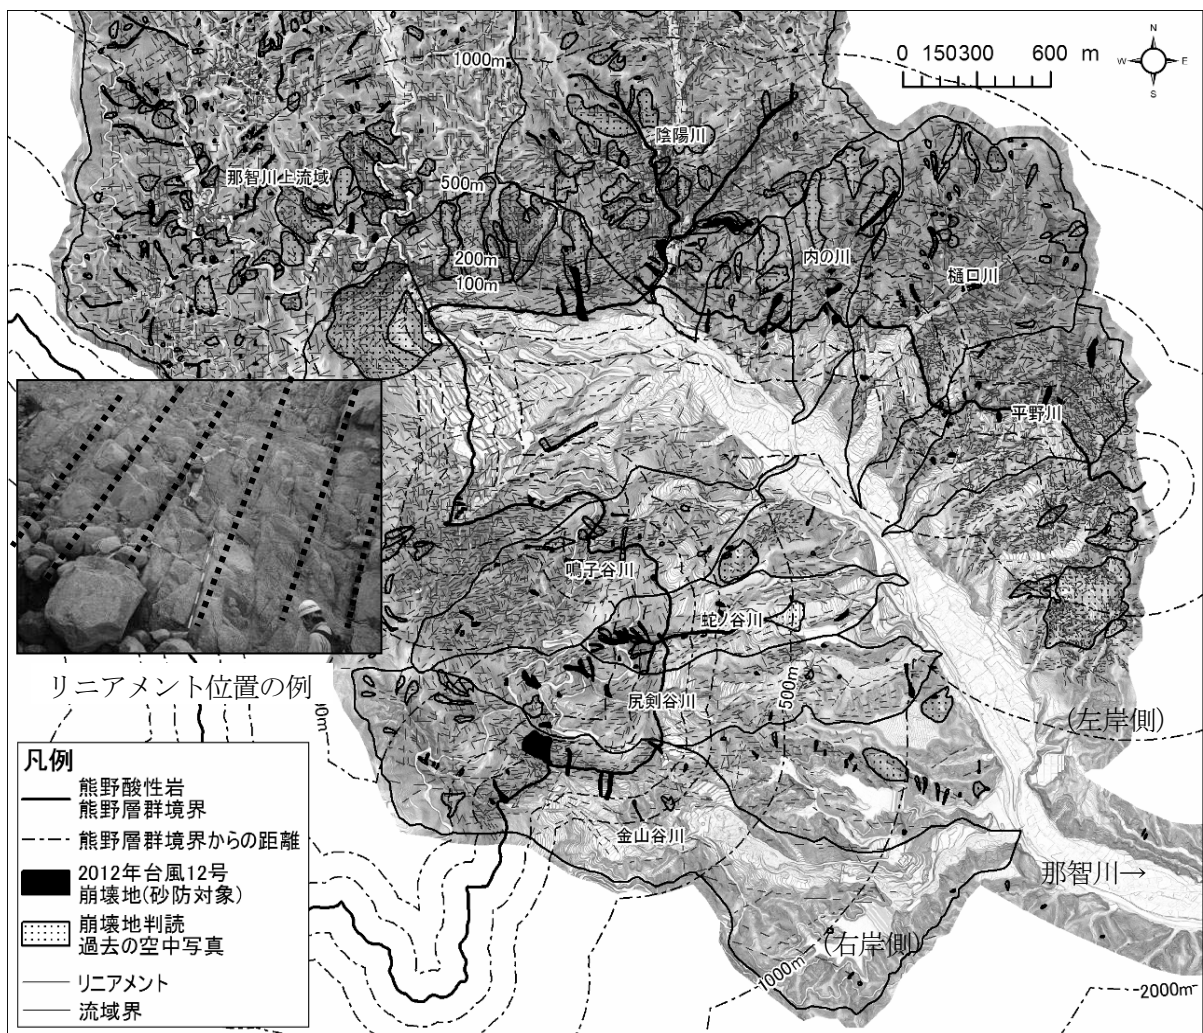 0 150300 600 m
N
W E
S
1000m
陰陽川
那智川上流域
500m
200m
100m
内の川
樋口川
平野川
鳴子谷川
蛇ノ谷川
尻剣谷川
500m
(左岸側)
金山谷川
那智川→
(右岸側)
1000m
2000m
リニアメント位置の例
凡例
熊野酸性岩
熊野層群境界
熊野層群境界からの距離
2012年台風12号
崩壊地(砂防対象)
崩壊地判読
過去の空中写真
リニアメント
流域界